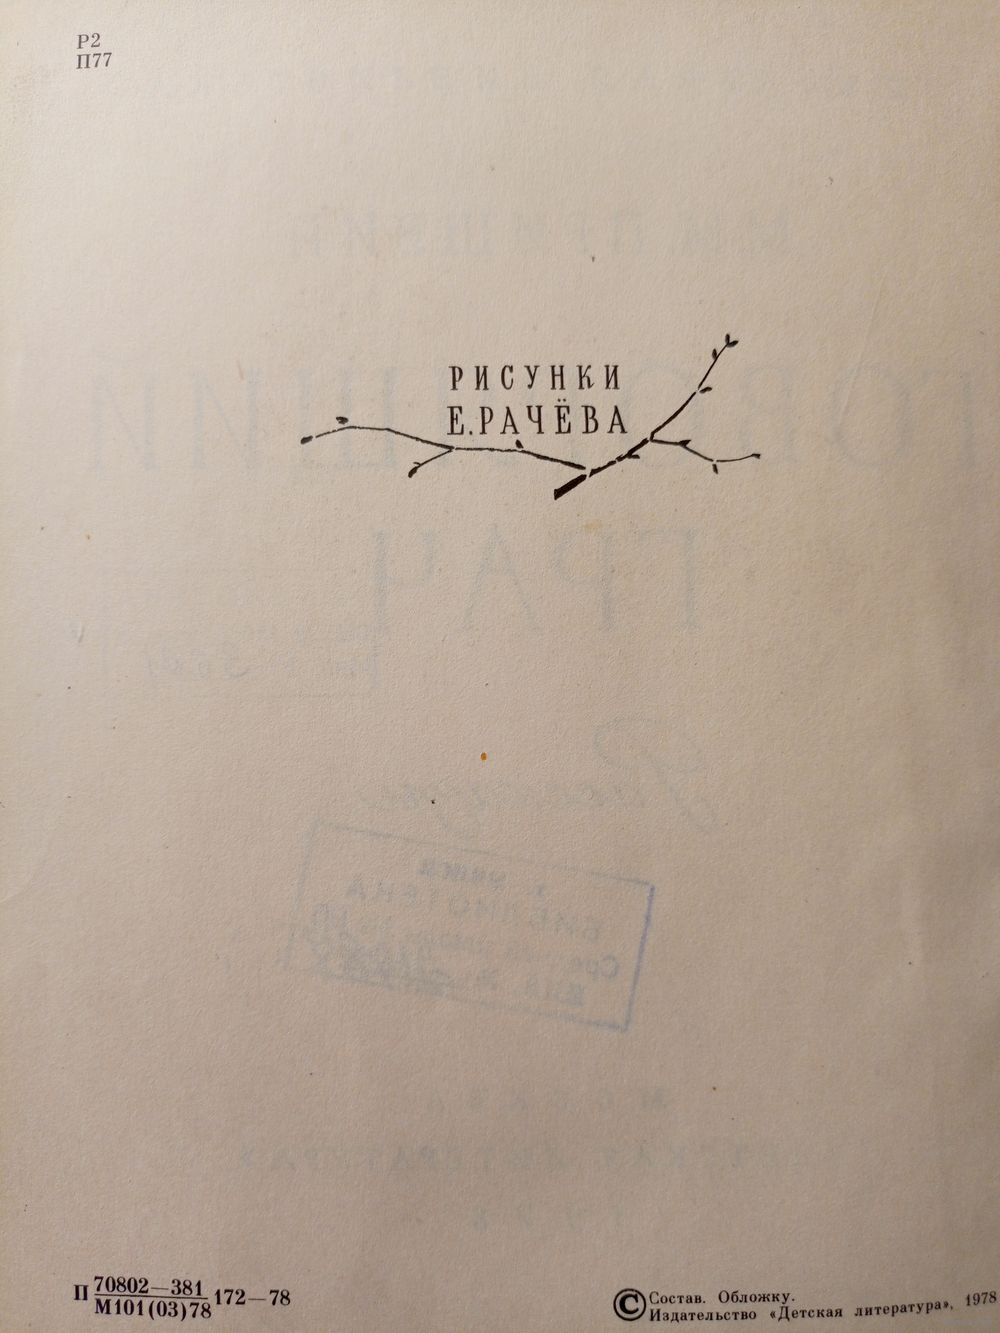 Р2
П77
РИСУНКИ
Е.РАЧЁВА
П 70802—381 172—78
М101(03)78
© Состав. Обложку.
Издательство «Детская литература», 1978